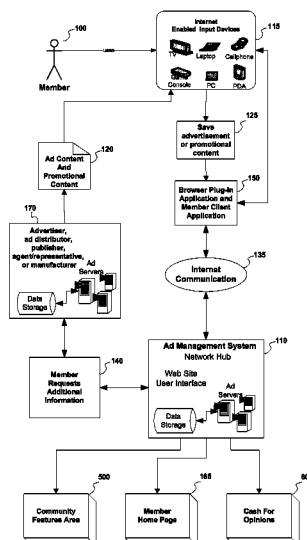 100
Member
Uses
Internet
Enabled Input Devices
115
TV
Laptop
Cellphone
Game
Console
PC
PDA
120
Ad Content
And
Promotional
Content
Save
advertisement
or promotional
content
125
170
Advertiser,
ad distributor,
publisher,
agent/representative,
or manufacturer
Ad
Servers
Data
Storage
Browser Plug-In
Application and
Member Client
Application
150
Internet
Communication
135
Member
Requests
Additional
Information
140
Ad Management System
Network Hub
110
Web Site
User Interface
Ad
Servers
Data
Storage
500
Community
Features Area
165
Member
Home Page
Cash For
Opinions